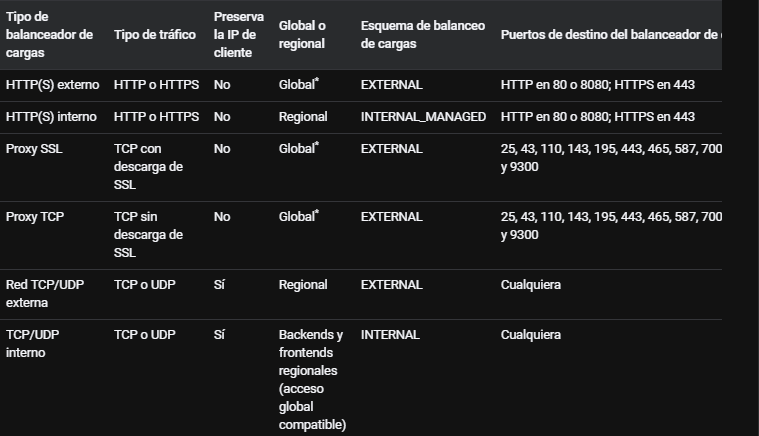 Tipo de balanceador de cargas | Tipo de tráfico | Preserva la IP de cliente | Global o regional | Esquema de balanceo de cargas | Puertos de destino del balanceador de
HTTP(S) externo | HTTP o HTTPS | No | Global* | EXTERNAL | HTTP en 80 o 8080; HTTPS en 443
HTTP(S) interno | HTTP o HTTPS | No | Regional | INTERNAL_MANAGED | HTTP en 80 o 8080; HTTPS en 443
Proxy SSL | TCP con descarga de SSL | No | Global* | EXTERNAL | 25, 43, 110, 143, 195, 443, 465, 587, 700 y 9300
Proxy TCP | TCP sin descarga de SSL | No | Global* | EXTERNAL | 25, 43, 110, 143, 195, 443, 465, 587, 700 y 9300
Red TCP/UDP externa | TCP o UDP | Sí | Regional | EXTERNAL | Cualquiera
TCP/UDP interno | TCP o UDP | Sí | Backends y frontends regionales (acceso global compatible) | INTERNAL | Cualquiera